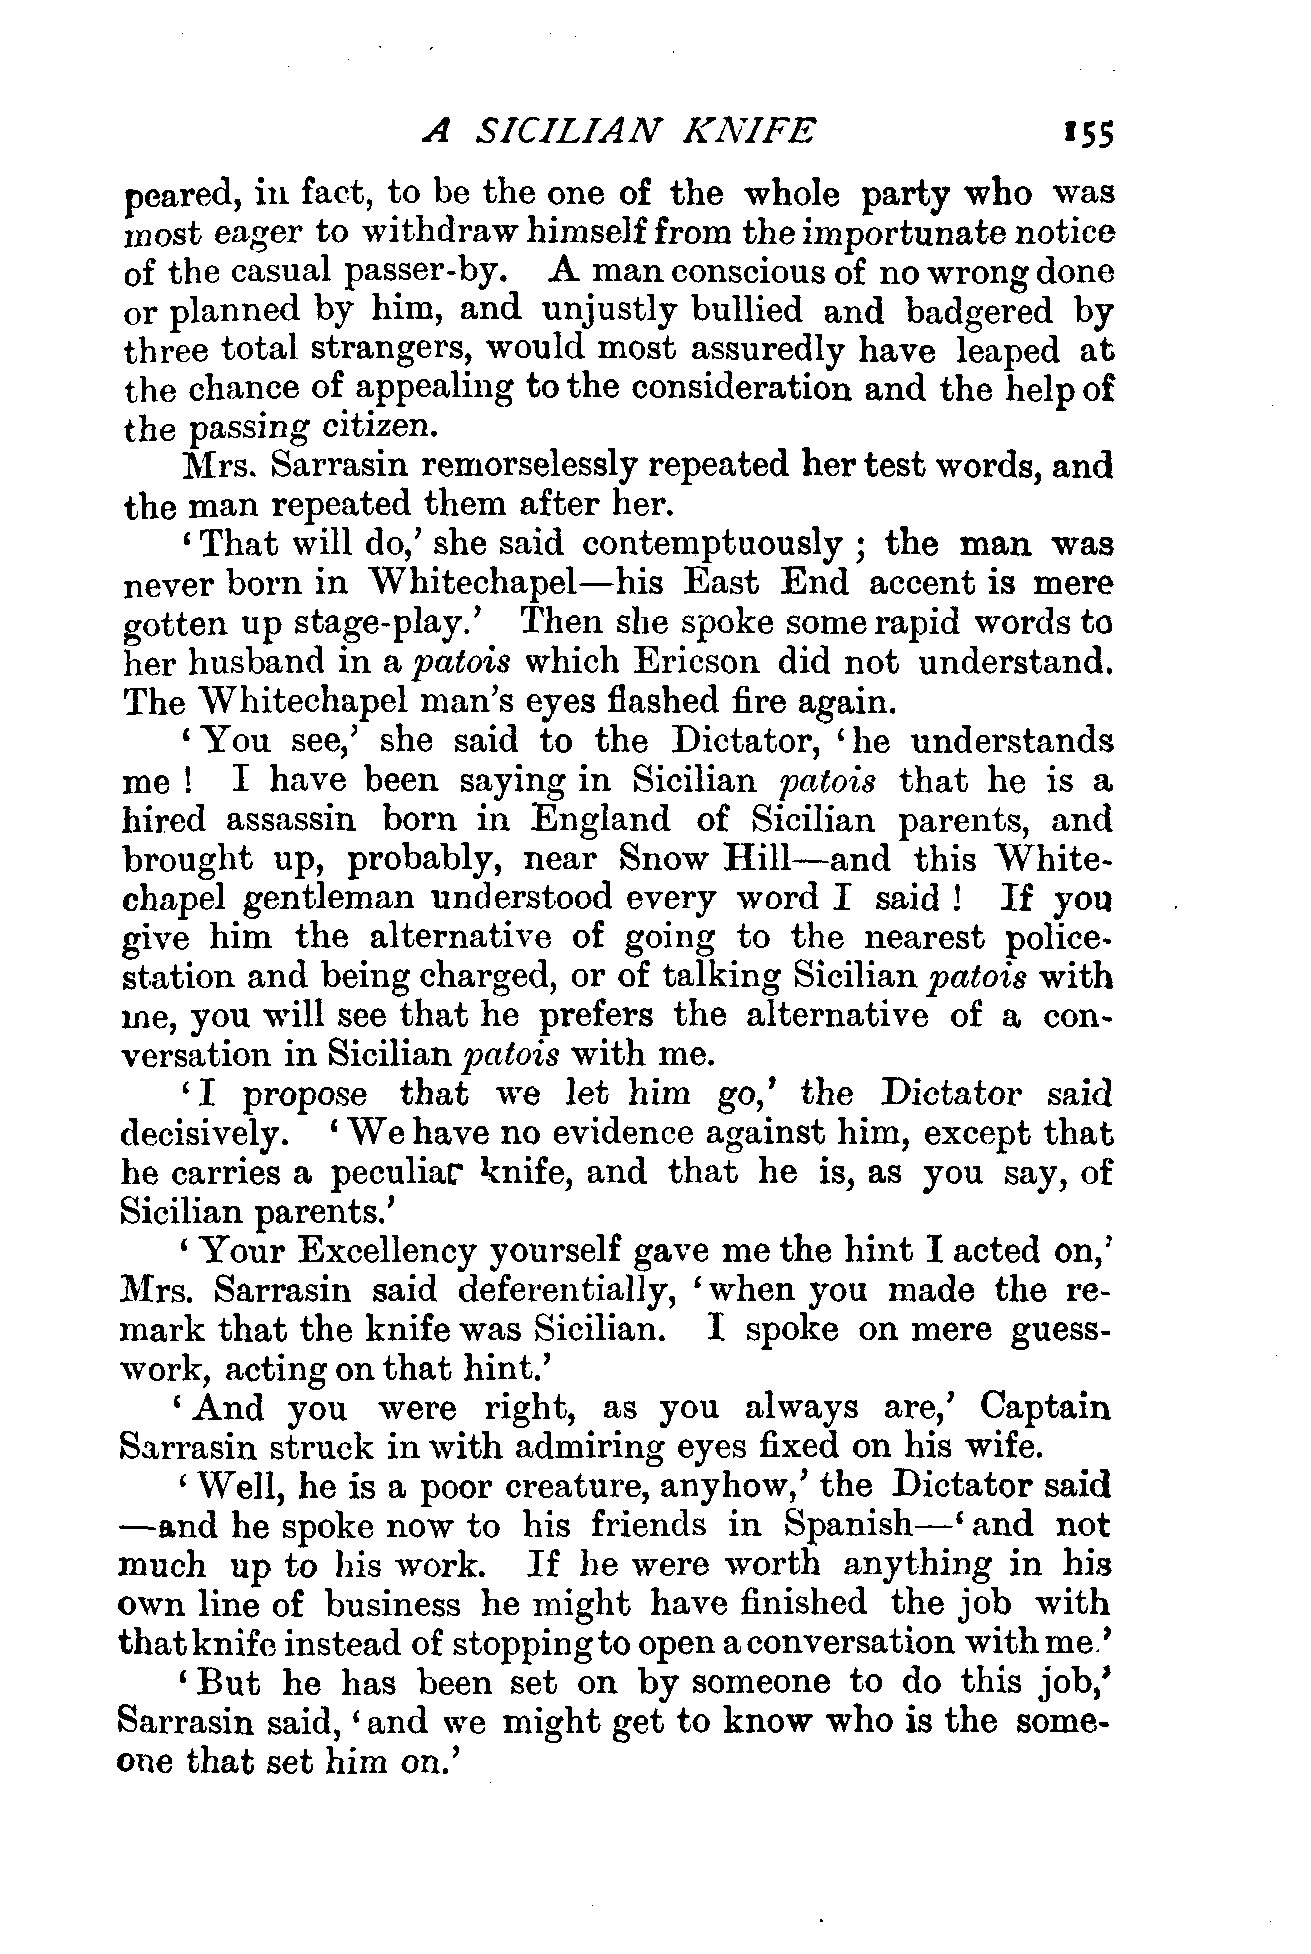 A SICILIAN KNIFE 155
peared, in fact, to be the one of the whole party who was
most eager to withdraw himself from the importunate notice
of the casual passer-by. A man conscious of no wrong done
or planned by him, and unjustly bullied and badgered by
three total strangers, would most assuredly have leaped at
the chance of appealing to the consideration and the help of
the passing citizen.
Mrs. Sarrasin remorselessly repeated her test words, and
the man repeated them after her.
‘That will do,’ she said contemptuously ; the man was
never born in Whitechapel—his East End accent is mere
gotten up stage-play.’ Then she spoke some rapid words to
her husband in a patois which Ericson did not understand.
The Whitechapel man’s eyes flashed fire again.
‘You see,’ she said to the Dictator, ‘he understands
me ! I have been saying in Sicilian patois that he is a
hired assassin born in England of Sicilian parents, and
brought up, probably, near Snow Hill—and this White-
chapel gentleman understood every word I said ! If you
give him the alternative of going to the nearest police-
station and being charged, or of talking Sicilian patois with
me, you will see that he prefers the alternative of a con-
versation in Sicilian patois with me.
‘I propose that we let him go,’ the Dictator said
decisively. ‘We have no evidence against him, except that
he carries a peculiar knife, and that he is, as you say, of
Sicilian parents.’
‘Your Excellency yourself gave me the hint I acted on,’
Mrs. Sarrasin said deferentially, ‘when you made the re-
mark that the knife was Sicilian. I spoke on mere guess-
work, acting on that hint.’
‘And you were right, as you always are,’ Captain
Sarrasin struck in with admiring eyes fixed on his wife.
‘Well, he is a poor creature, anyhow,’ the Dictator said
—and he spoke now to his friends in Spanish—‘and not
much up to his work. If he were worth anything in his
own line of business he might have finished the job with
that knife instead of stopping to open a conversation with me.’
‘But he has been set on by someone to do this job,’
Sarrasin said, ‘and we might get to know who is the some-
one that set him on.’